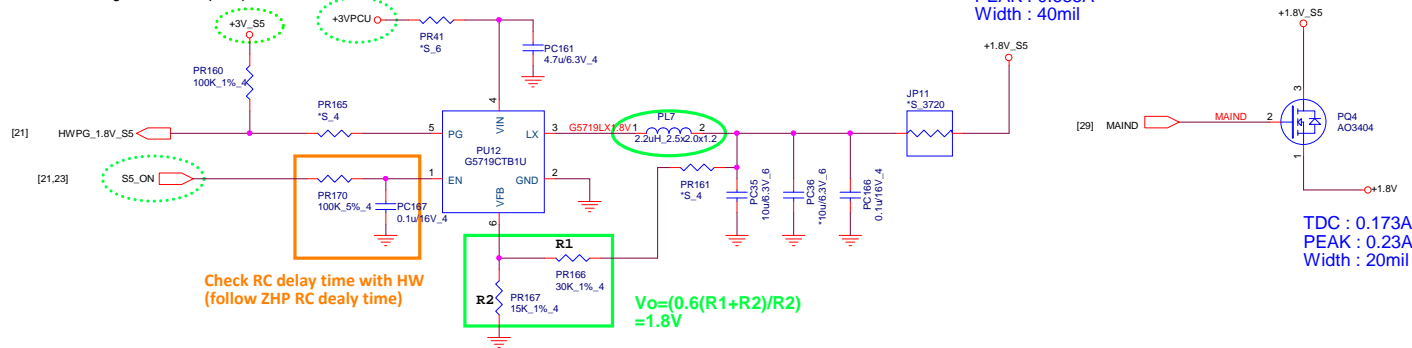 Width : 40mil
+3V_S5
+3VPCU
PR41
*S_6
PC161
4.7u/6.3V_4
PR160
100K_1%_4
[21]
HWPG_1.8V_S5
PR165
*S_4
5
PG
4
VIN
LX
3
G5719LX1.8V
1
PL7
2
2.2uH_2.5x2.0x1.2
PU12
G5719CTB1U
[21,23]
S5_ON
PR170
100K_5%_4
PC167
0.1u/16V_4
1
EN
GND
2
VFB
6
PR161
*S_4
PC35
10u/6.3V_6
PC36
*10u/6.3V_6
PC166
0.1u/16V_4
JP11
*S_3720
+1.8V_S5
R1
PR166
30K_1%_4
R2
PR167
15K_1%_4
Vo=(0.6(R1+R2)/R2)
=1.8V
Check RC delay time with HW
(follow ZHP RC dealy time)
+1.8V_S5
3
[29]
MAIND
MAIND
2
PQ4
AO3404
1
+1.8V
TDC : 0.173A
PEAK : 0.23A
Width : 20mil